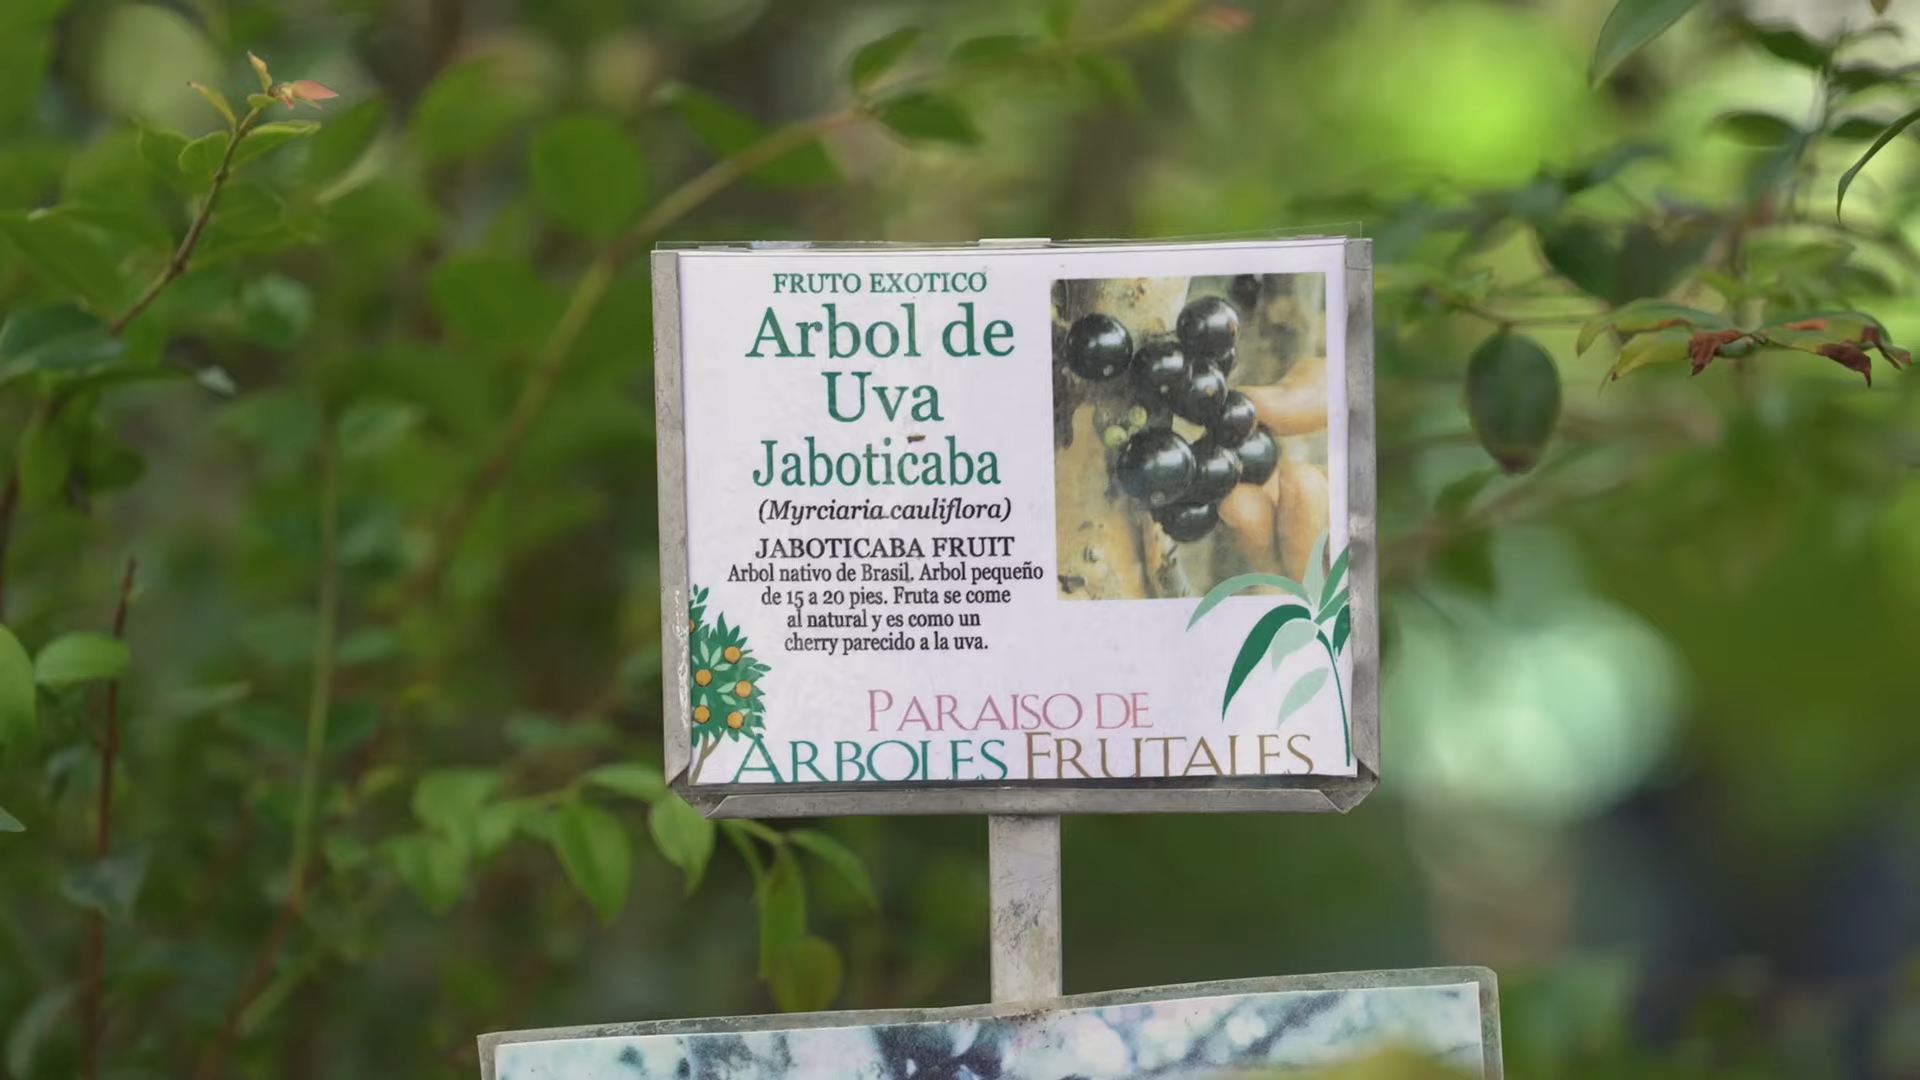 FRUTO EXOTICO
Arbol de
Uva
Jaboticaba
(Myrciaria cauliflora)
JABOTICABA FRUIT
Arbol nativo de Brasil. Arbol pequeño
de 15 a 20 pies. Fruta se come
al natural y es como un
cherry parecido a la uva.
PARAISO DE
ARBOLES FRUTALES